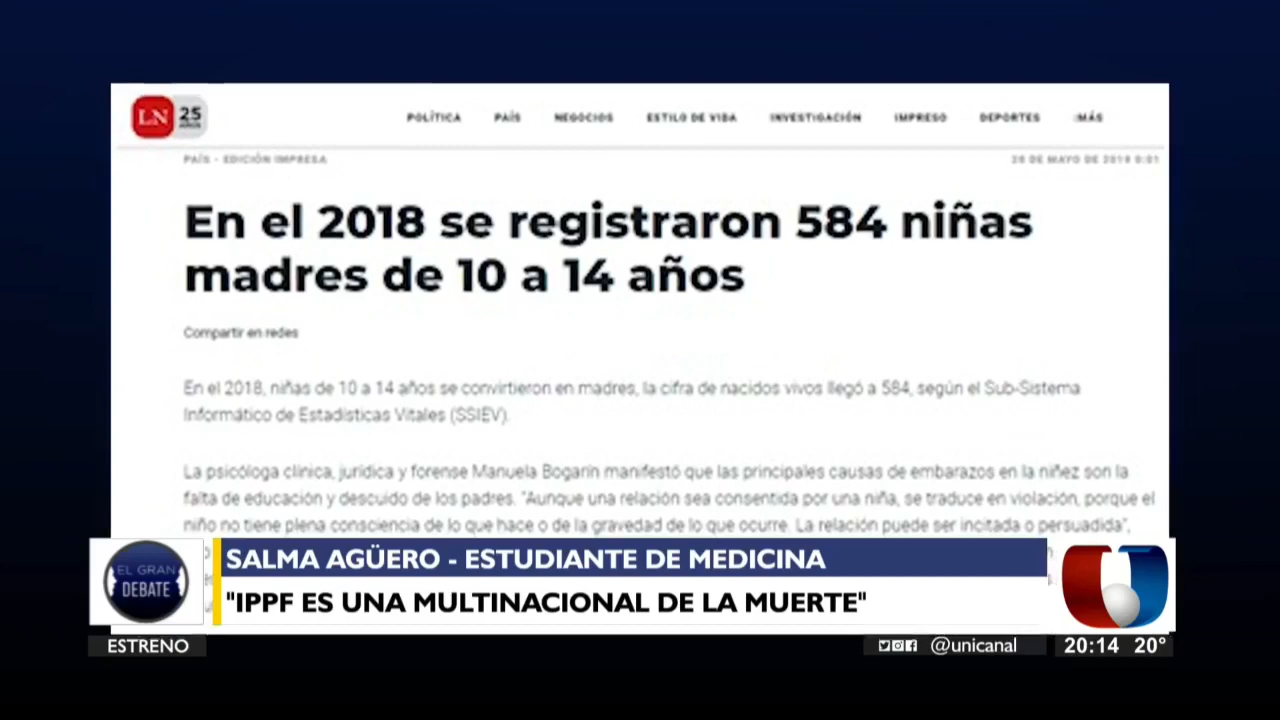 LN 25 AÑOS
POLÍTICA PAÍS NEGOCIOS ESTILO DE VIDA INVESTIGACIÓN IMPRESO DEPORTES :MÁS
PAÍS - EDICIÓN IMPRESA
DE MAYO DE 0:01
En el 2018 se registraron 584 niñas
madres de 10 a 14 años
Compartir en redes
En el 2018, niñas de 10 a 14 años se convirtieron en madres, la cifra de nacidos vivos llegó a 584, según el Sub-Sistema
Informático de Estadísticas Vitales (SSIEV).
La psicóloga clínica, jurídica y forense Manuela Bogarín manifestó que las principales causas de embarazos en la niñez son la
falta de educación y descuido de los padres. "Aunque una relación sea consentida por una niña, se traduce en violación, porque el
niño no tiene plena consciencia de lo que hace o de la gravedad de lo que ocurre. La relación puede ser incitada o persuadida",
EL GRAN
DEBATE
SALMA AGÜERO - ESTUDIANTE DE MEDICINA
"IPPF ES UNA MULTINACIONAL DE LA MUERTE"
ESTRENO
@unicanal
20:14 20°